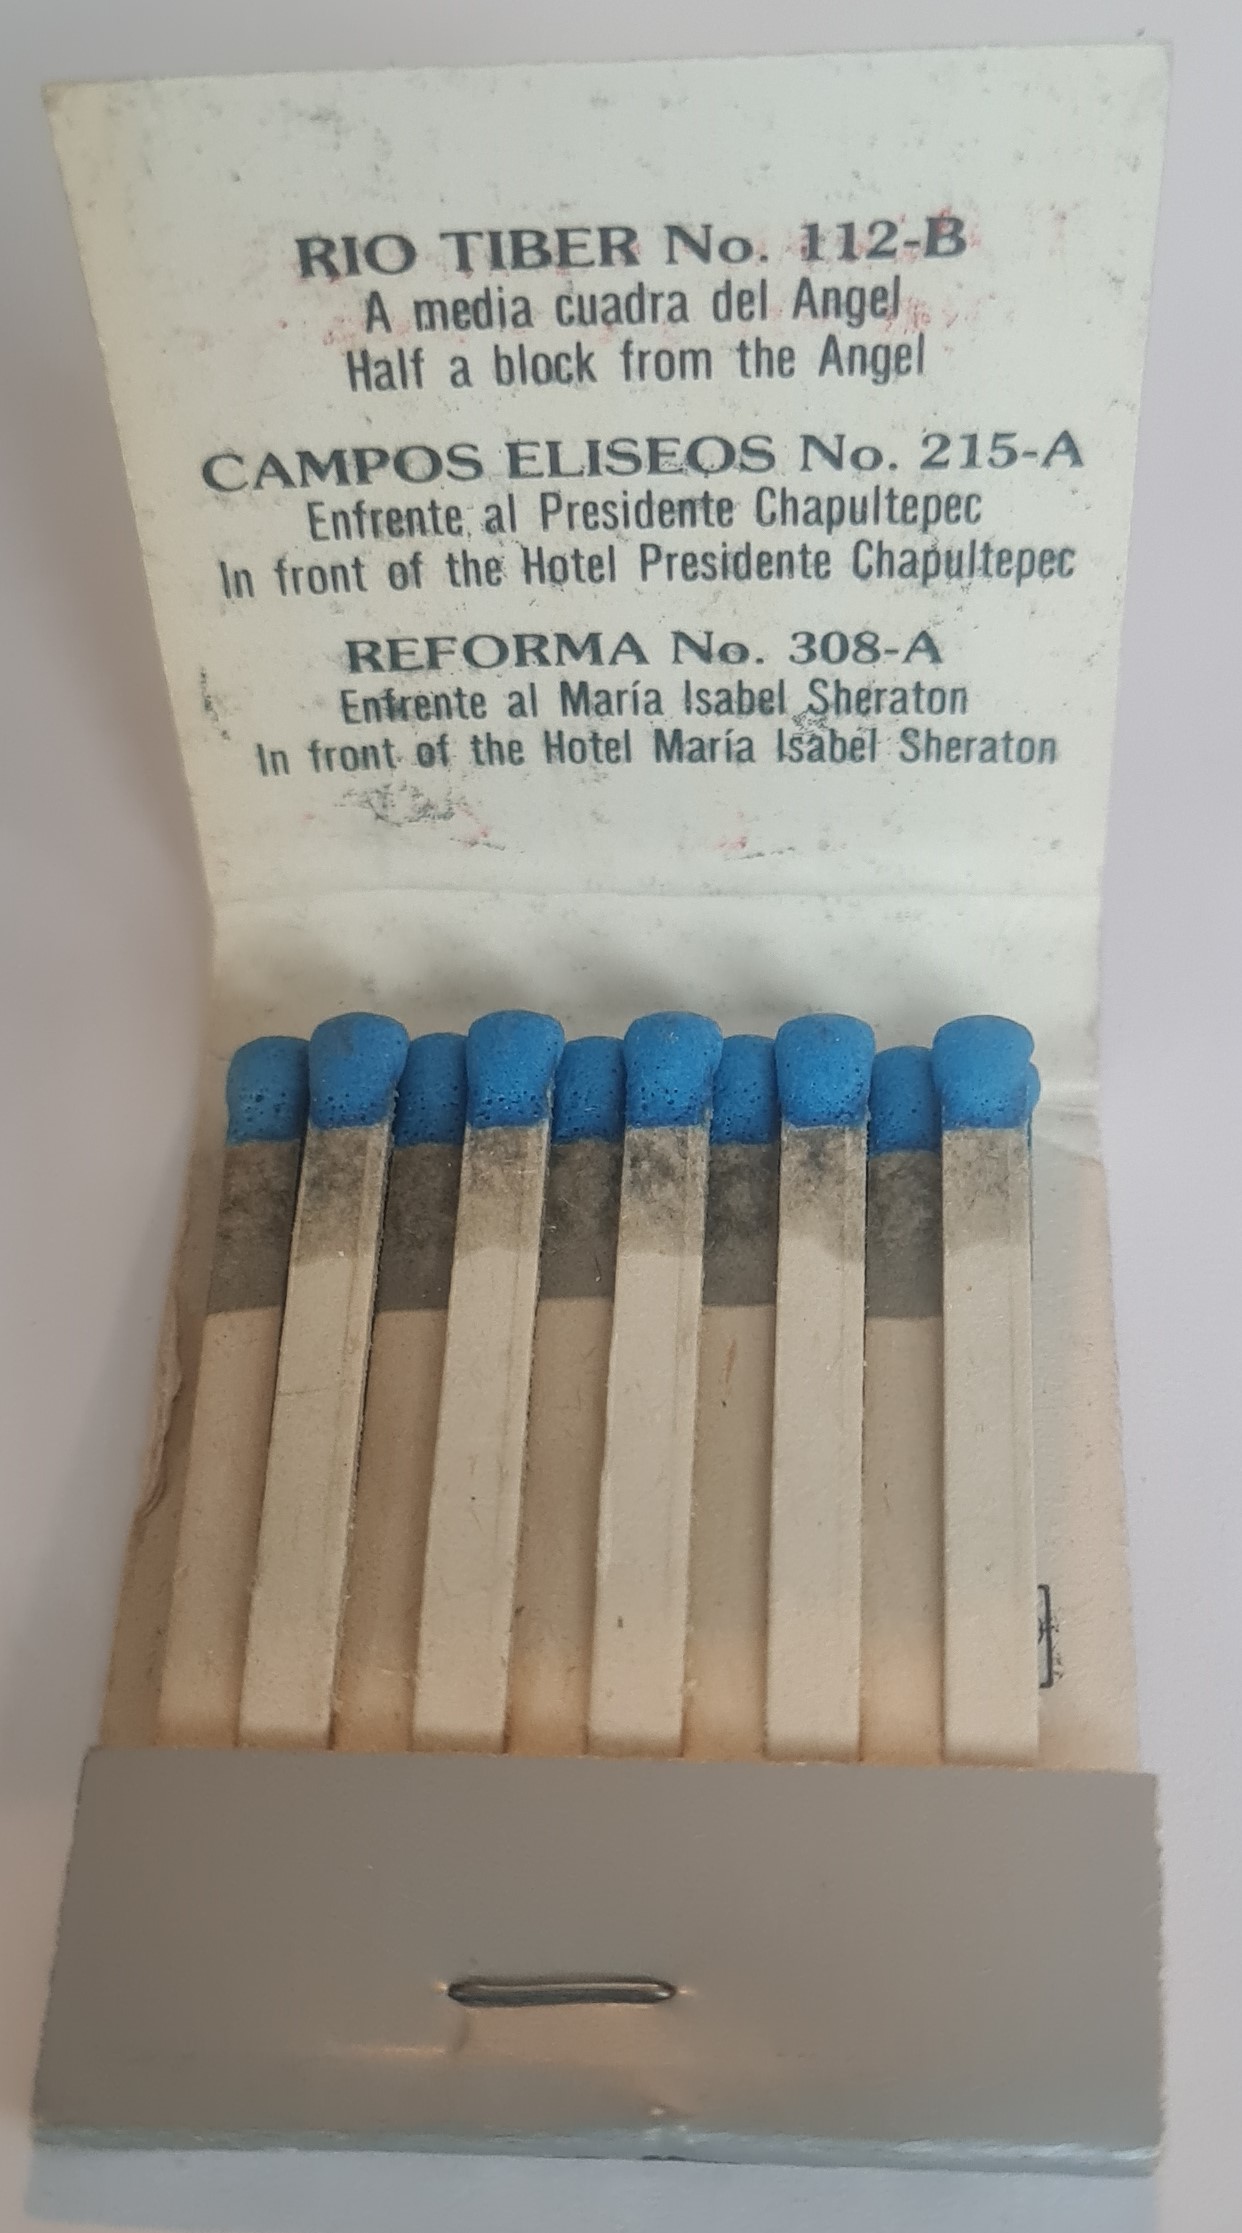 RIO TIBER No. 112-B
A media cuadra del Angel
Half a block from the Angel
CAMPOS ELISEOS No. 215-A
Enfrente al Presidente Chapultepec
In front of the Hotel Presidente Chapultepec
REFORMA No. 308-A
Enfrente al María Isabel Sheraton
In front of the Hotel María Isabel Sheraton